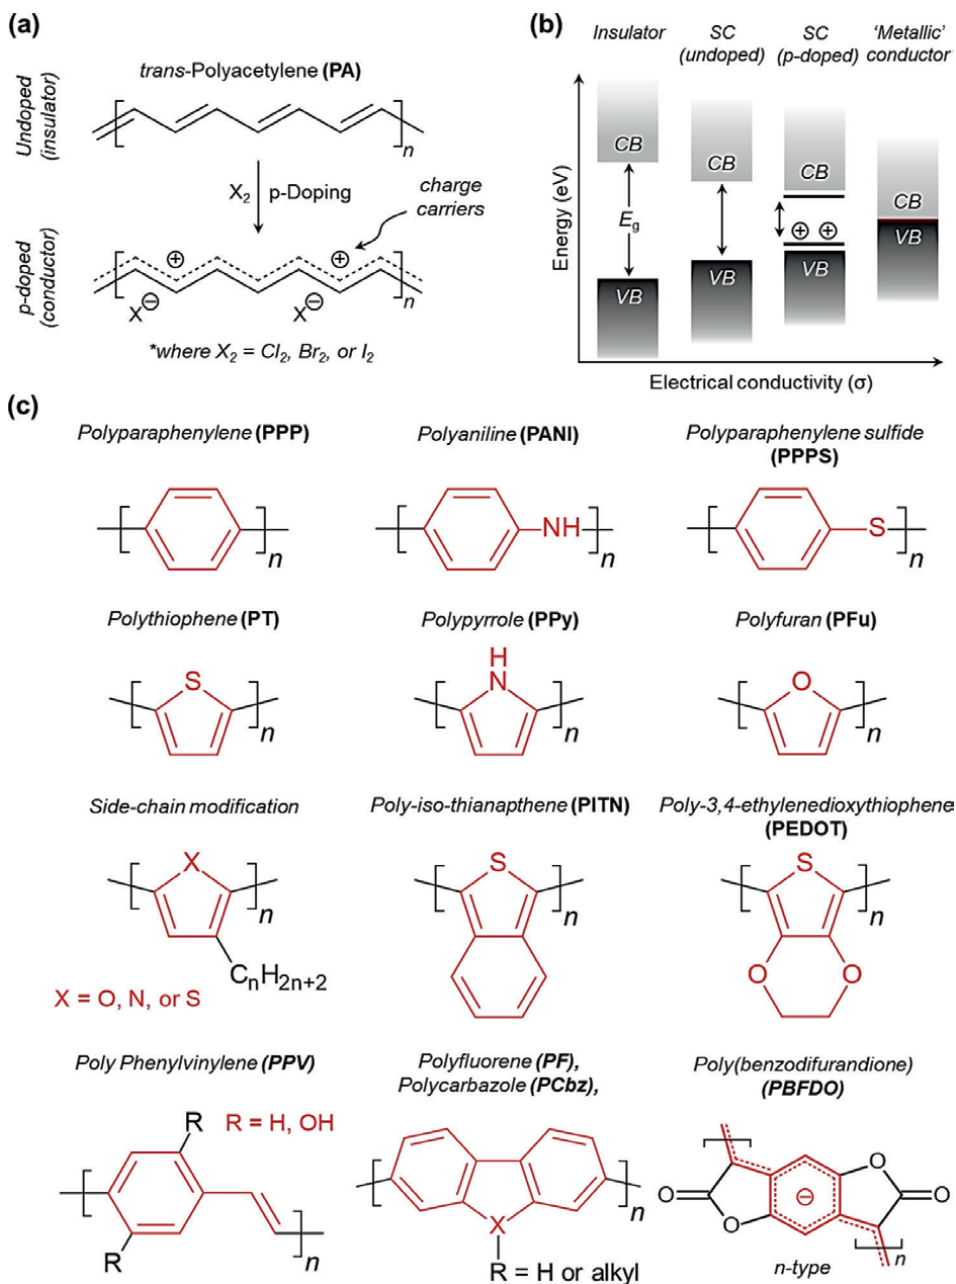 (a)
trans-Polyacetylene (PA)
Undoped
(insulator)
n
X2
p-Doping
charge
carriers
p-doped
(conductor)
⊕
⊕
X⊖
X⊖
n
*where X2 = Cl2, Br2, or I2
(b)
Insulator
SC
(undoped)
SC
(p-doped)
‘Metallic’
conductor
Energy (eV)
CB
CB
CB
CB
Eg
⊕ ⊕
VB
VB
VB
VB
Electrical conductivity (σ)
(c)
Polyparaphenylene (PPP)
n
Polyaniline (PANI)
NH
n
Polyparaphenylene sulfide
(PPPS)
S
n
Polythiophene (PT)
S
n
Polypyrrole (PPy)
H
N
n
Polyfuran (PFu)
O
n
Side-chain modification
X
n
CnH2n+2
X = O, N, or S
Poly-iso-thianapthene (PITN)
S
n
Poly-3,4-ethylenedioxythiophene
(PEDOT)
S
n
O
O
Poly Phenylvinylene (PPV)
R
R = H, OH
R
n
Polyfluorene (PF),
Polycarbazole (PCbz),
n
X
R = H or alkyl
Poly(benzodifurandione)
(PBFDO)
n
O
O
O
O
⊖
n
n-type